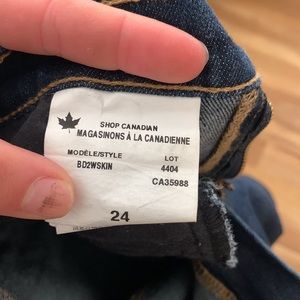 SHOP CANADIAN
MAGASINONS À LA CANADIENNE
MODÈLE/STYLE LOT
BD2WSKIN 4404
CA35988
24